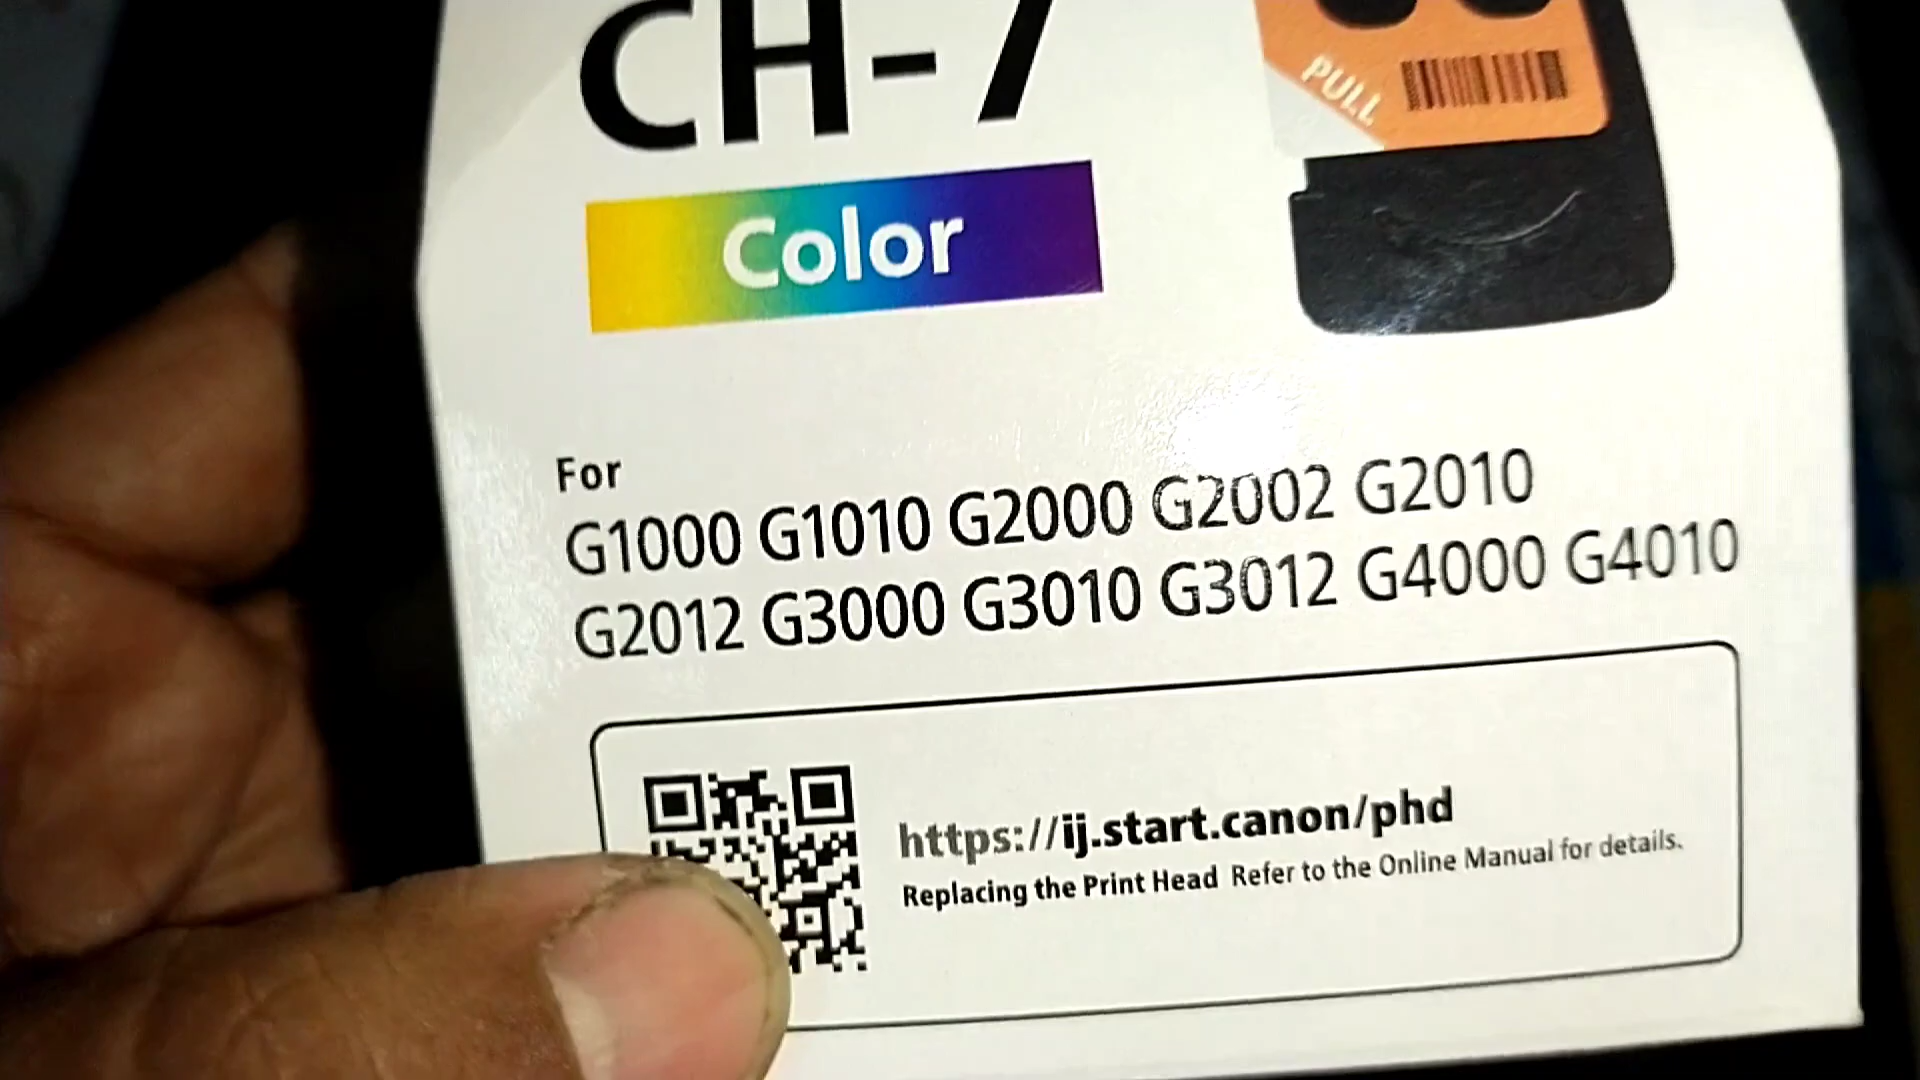 CH-7
PULL
Color
For
G1000 G1010 G2000 G2002 G2010
G2012 G3000 G3010 G3012 G4000 G4010
https://ij.start.canon/phd
Replacing the Print Head Refer to the Online Manual for details.